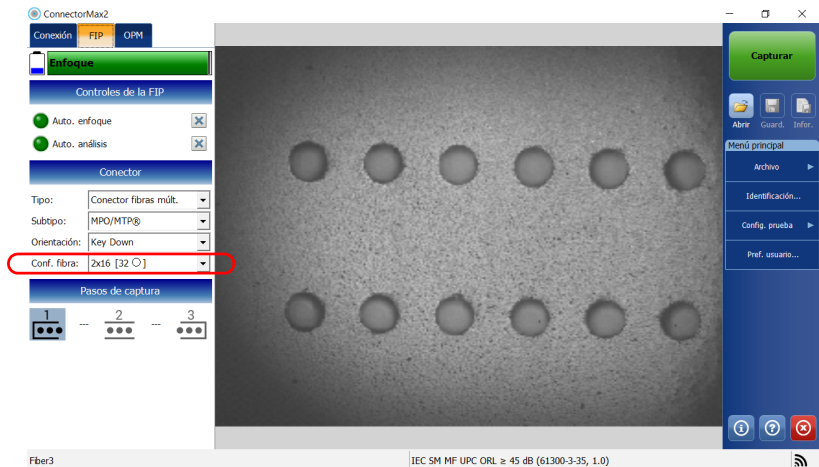 ConnectorMax2
Conexión FIP OPM
Enfoque
Controles de la FIP
Auto. enfoque
Auto. análisis
Conector
Tipo: Conector fibras múlt.
Subtipo: MPO/MTP®
Orientación: Key Down
Conf. fibra: 2x16 [32 ○]
Pasos de captura
1 --- 2 --- 3
Capturar
Abrir Guard. Infor.
Menú principal
Archivo
Identificación...
Config. prueba
Pref. usuario...
Fiber3 IEC SM MF UPC ORL ≥ 45 dB (61300-3-35, 1.0)